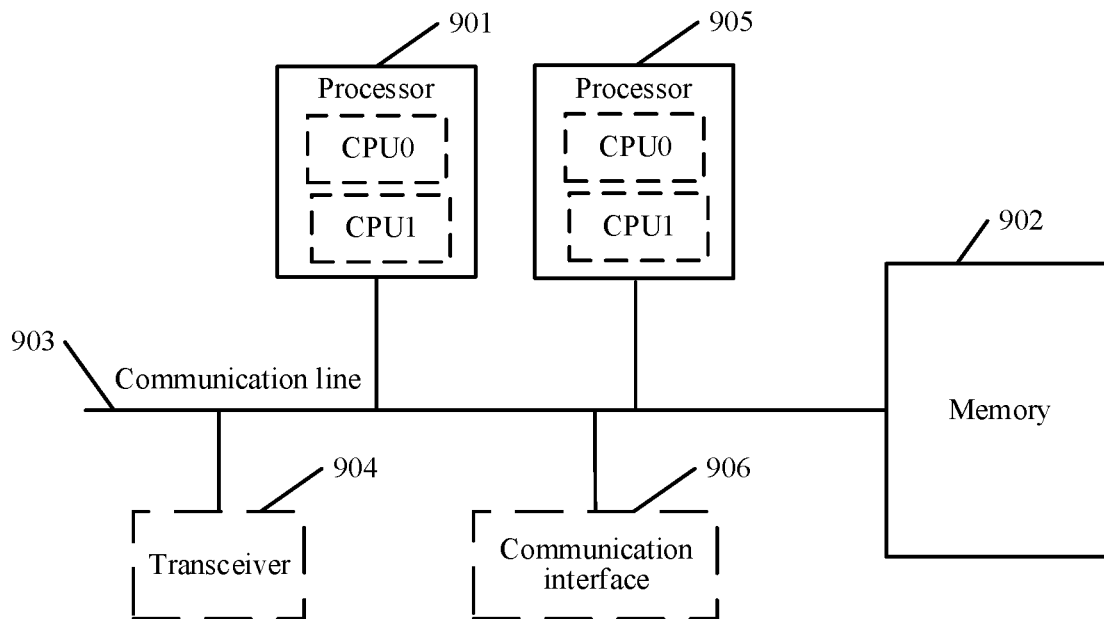 901
905
Processor
CPU0
CPU1
Processor
CPU0
CPU1
902
903
Communication line
Memory
904
906
Transceiver
Communication
interface